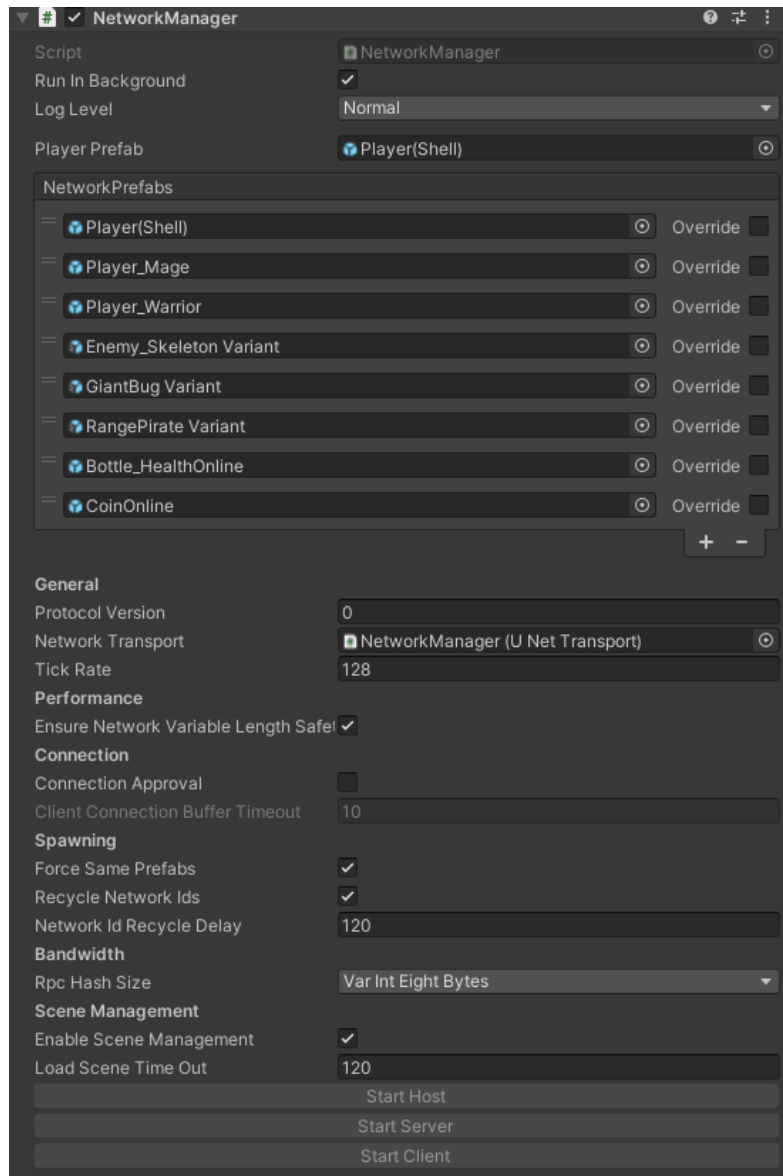 NetworkManager
Script NetworkManager
Run In Background
Log Level Normal
Player Prefab Player(Shell)
NetworkPrefabs
Player(Shell) Override
Player_Mage Override
Player_Warrior Override
Enemy_Skeleton Variant Override
GiantBug Variant Override
RangePirate Variant Override
Bottle_HealthOnline Override
CoinOnline Override
+ -
General
Protocol Version 0
Network Transport NetworkManager (U Net Transport)
Tick Rate 128
Performance
Ensure Network Variable Length Safet
Connection
Connection Approval
Client Connection Buffer Timeout 10
Spawning
Force Same Prefabs
Recycle Network Ids
Network Id Recycle Delay 120
Bandwidth
Rpc Hash Size Var Int Eight Bytes
Scene Management
Enable Scene Management
Load Scene Time Out 120
Start Host
Start Server
Start Client